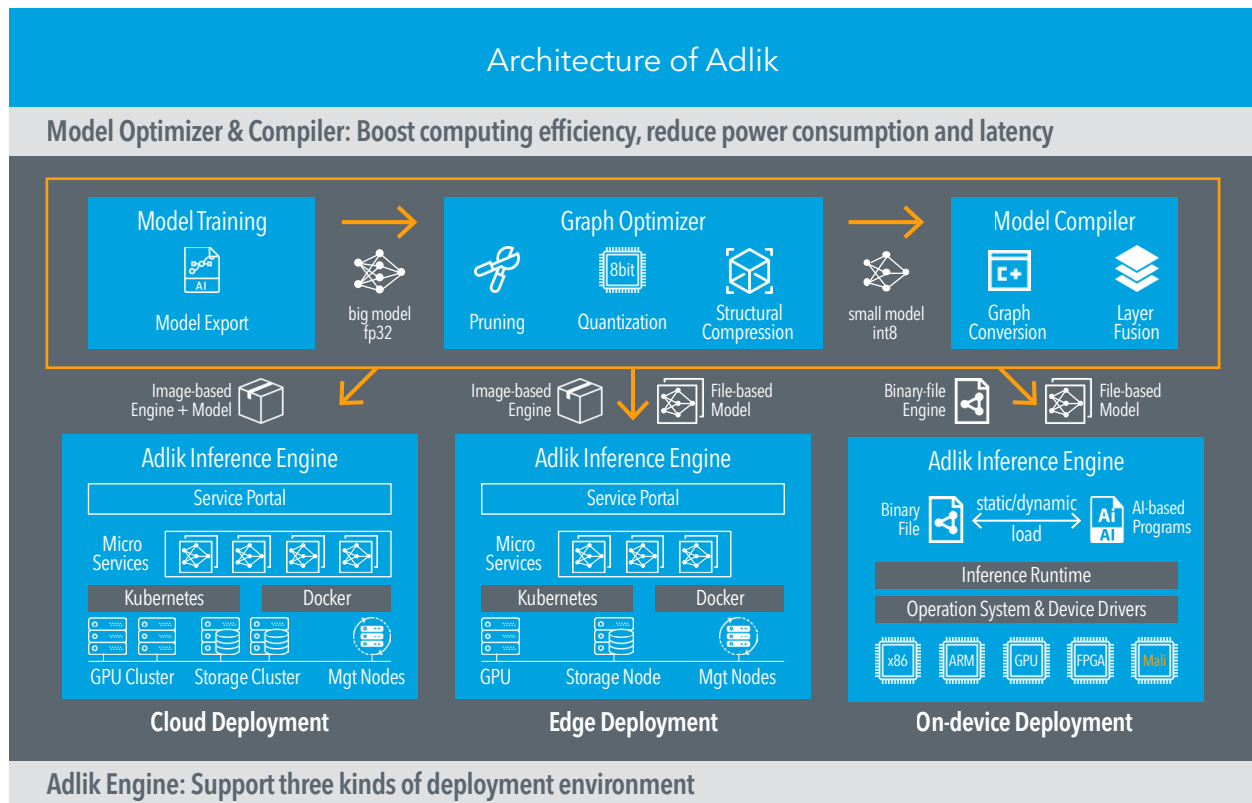 Architecture of Adlik
Model Optimizer & Compiler: Boost computing efficiency, reduce power consumption and latency
Model Training
AI
Model Export
big model
fp32
Graph Optimizer
Pruning
8bit
Quantization
Structural
Compression
small model
int8
Model Compiler
C+
Graph
Conversion
Layer
Fusion
Image-based
Engine + Model
Image-based
Engine
File-based
Model
Binary-file
Engine
File-based
Model
Adlik Inference Engine
Service Portal
Micro
Services
Kubernetes
Docker
GPU Cluster
Storage Cluster
Mgt Nodes
Cloud Deployment
Adlik Inference Engine
Service Portal
Micro
Services
Kubernetes
Docker
GPU
Storage Node
Mgt Nodes
Edge Deployment
Adlik Inference Engine
Binary
File
static/dynamic
load
Ai
AI
AI-based
Programs
Inference Runtime
Operation System & Device Drivers
x86
ARM
GPU
FPGA
Mali
On-device Deployment
Adlik Engine: Support three kinds of deployment environment